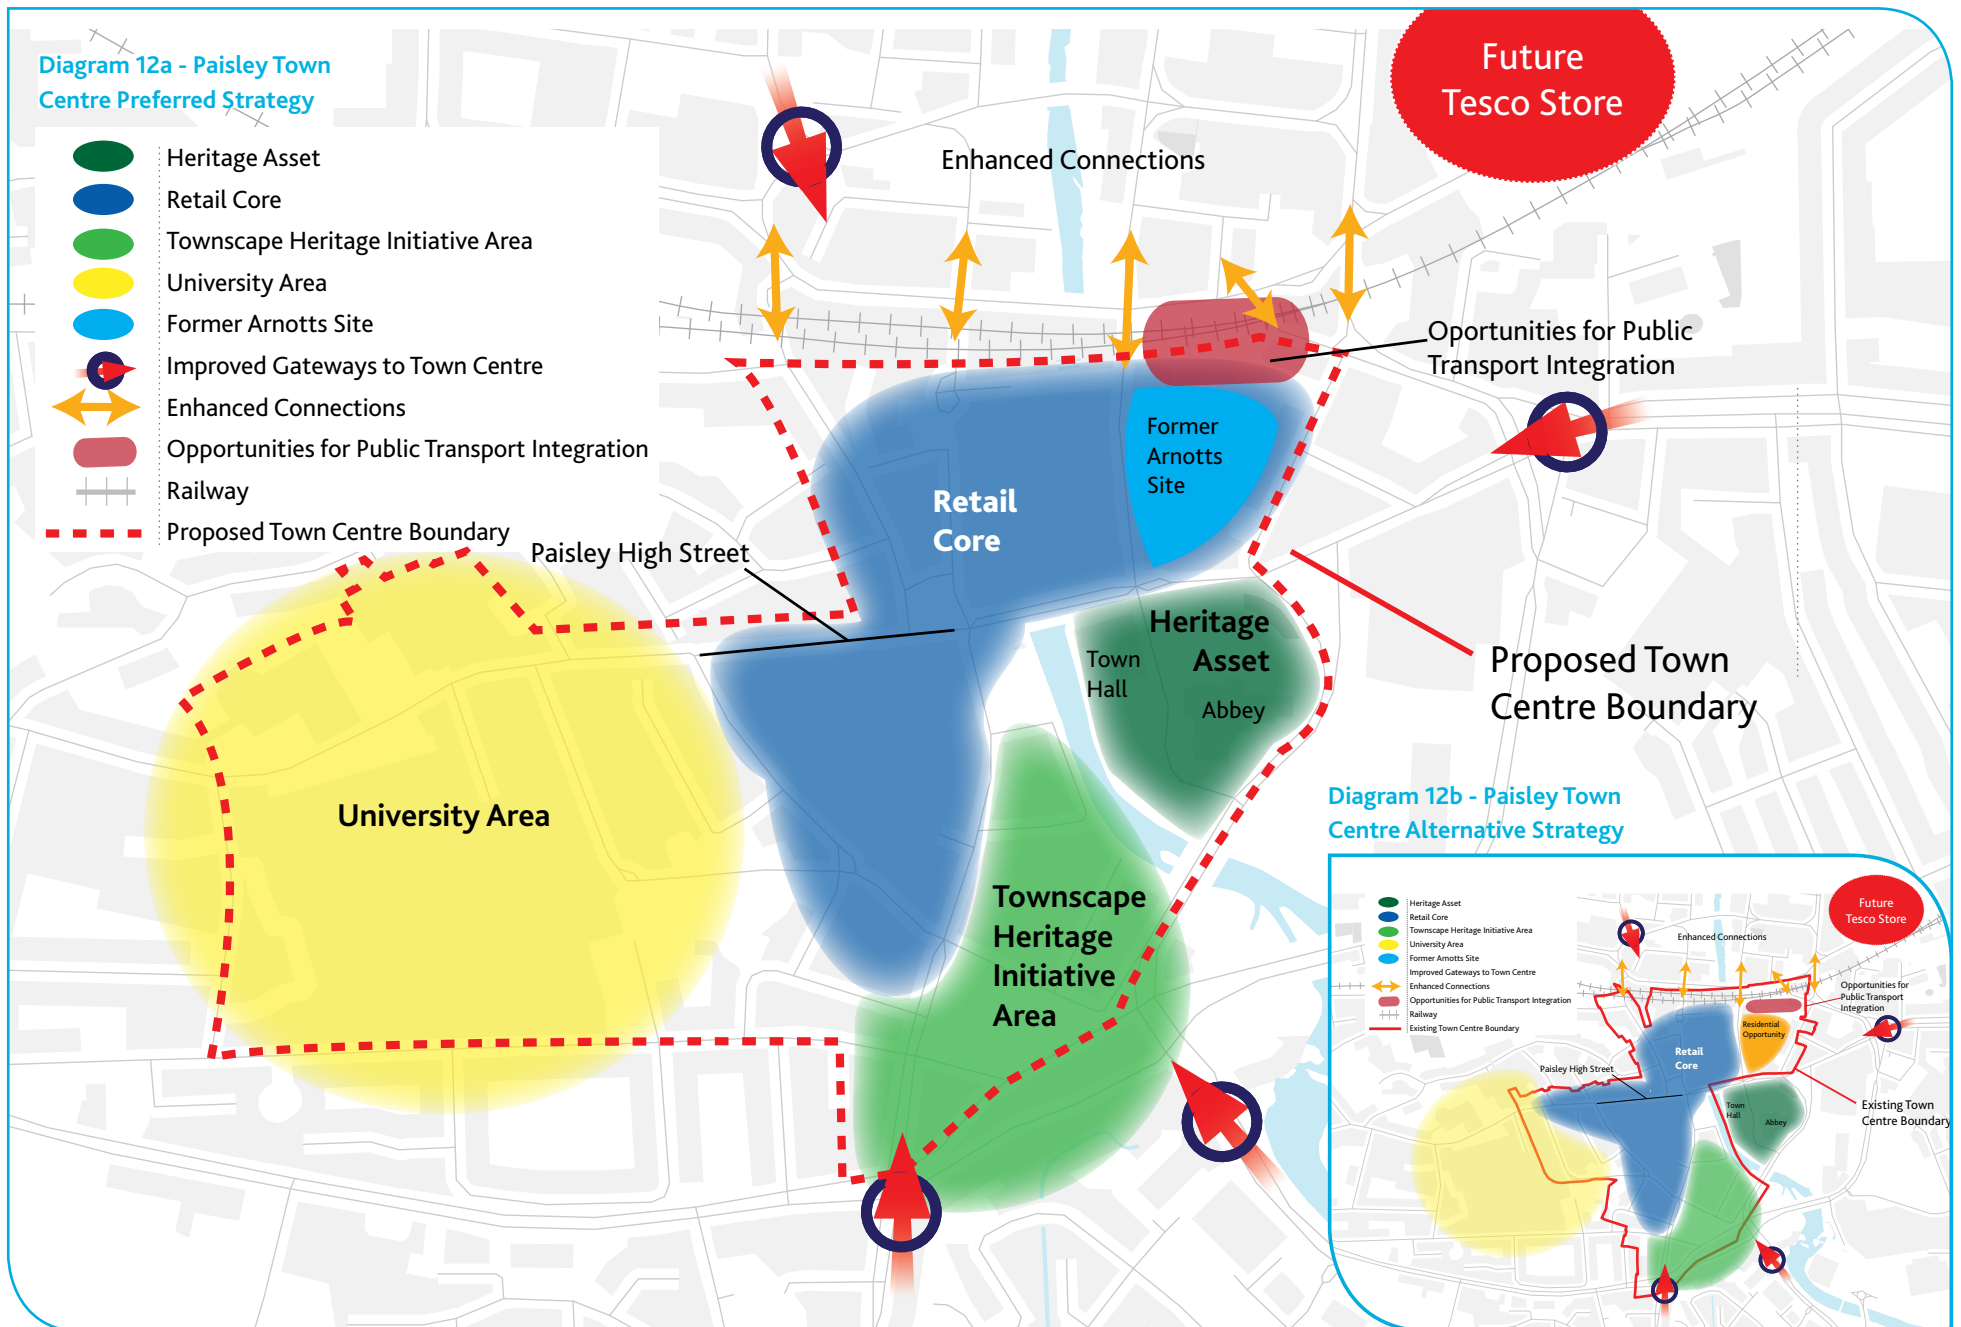 Diagram 12a - Paisley Town
Centre Preferred Strategy
Heritage Asset
Retail Core
Townscape Heritage Initiative Area
University Area
Former Arnotts Site
Improved Gateways to Town Centre
Enhanced Connections
Opportunities for Public Transport Integration
Railway
Proposed Town Centre Boundary
Future
Tesco Store
Enhanced Connections
Oportunities for Public
Transport Integration
Former
Arnotts
Site
Retail
Core
Paisley High Street
Heritage
Asset
Town
Hall
Abbey
Proposed Town
Centre Boundary
University Area
Townscape
Heritage
Initiative
Area
Diagram 12b - Paisley Town
Centre Alternative Strategy
Heritage Asset
Retail Core
Townscape Heritage Initiative Area
University Area
Former Arnotts Site
Improved Gateways to Town Centre
Enhanced Connections
Opportunities for Public Transport Integration
Railway
Existing Town Centre Boundary
Future
Tesco Store
Enhanced Connections
Opportunities for
Public Transport
Integration
Residential
Opportunity
Retail
Core
Paisley High Street
Town
Hall
Abbey
Existing Town
Centre Boundary